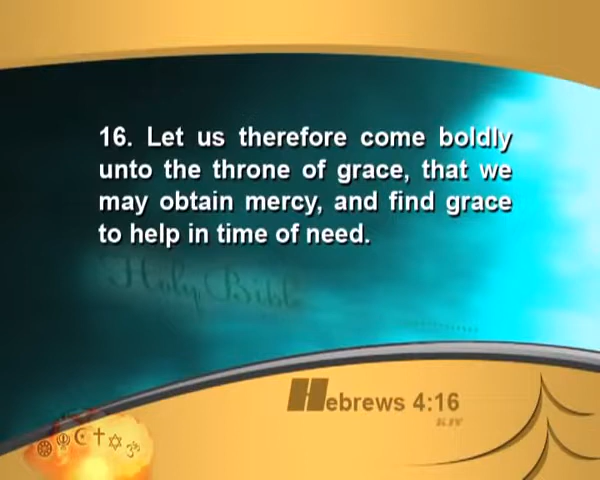 16. Let us therefore come boldly
unto the throne of grace, that we
may obtain mercy, and find grace
to help in time of need.
Holy Bible
Hebrews 4:16
KJV